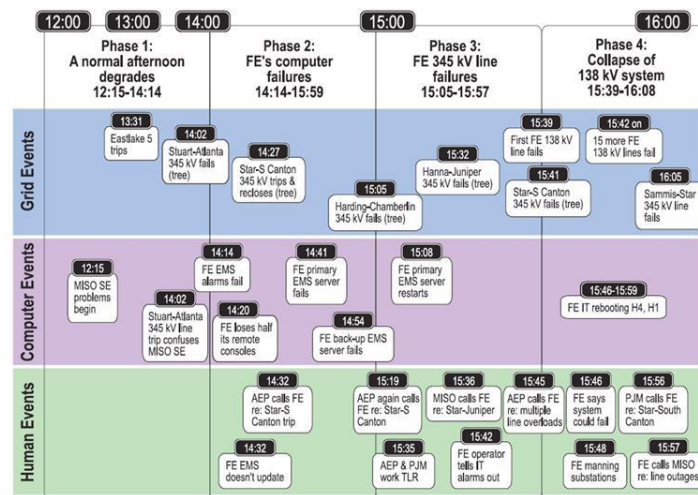 12:00
13:00
14:00
15:00
16:00
Phase 1:
A normal afternoon
degrades
12:15-14:14
Phase 2:
FE's computer
failures
14:14-15:59
Phase 3:
FE 345 kV line
failures
15:05-15:57
Phase 4:
Collapse of
138 kV system
15:39-16:08
Grid Events
13:31
Eastlake 5
trips
14:02
Stuart-Atlanta
345 kV fails
(tree)
14:27
Star-S Canton
345 kV trips &
recloses (tree)
15:05
Harding-Chamberlin
345 kV fails (tree)
15:32
Hanna-Juniper
345 kV fails (tree)
15:39
First FE 138 kV
line fails
15:41
Star-S Canton
345 kV fails (tree)
15:42 on
15 more FE
138 kV lines fail
16:05
Sammis-Star
345 kV line
fails
Computer Events
12:15
MISO SE
problems
begin
14:02
Stuart-Atlanta
345 kV line
trip confuses
MISO SE
14:14
FE EMS
alarms fail
14:20
FE loses half
its remote
consoles
14:41
FE primary
EMS server
fails
14:54
FE back-up EMS
server fails
15:08
FE primary
EMS server
restarts
15:46-15:59
FE IT rebooting H4, H1
Human Events
14:32
AEP calls FE
re: Star-S
Canton trip
14:32
FE EMS
doesn't update
15:19
AEP again calls
FE re: Star-S
Canton
15:35
AEP & PJM
work TLR
15:36
MISO calls FE
re: Star-Juniper
15:42
FE operator
tells IT
alarms out
15:45
AEP calls FE
re: multiple
line overloads
15:46
FE says
system
could fail
15:48
FE manning
substations
15:56
PJM calls FE
re: Star-South
Canton
15:57
FE calls MISO
re: line outages